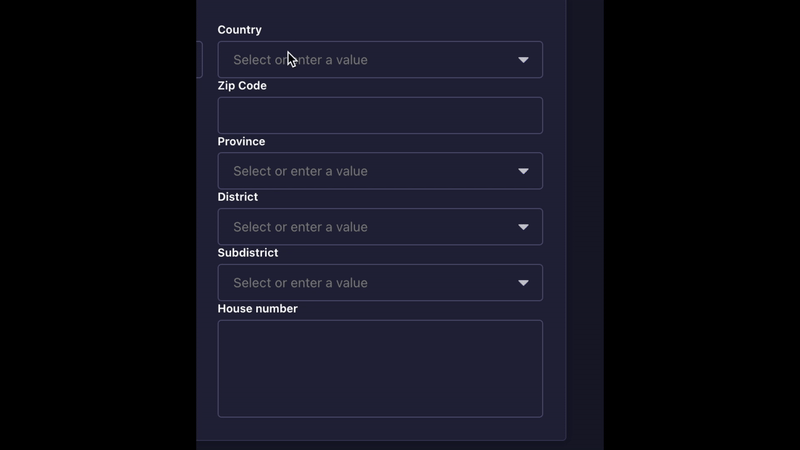 Country
Select or enter a value
Zip Code
Province
Select or enter a value
District
Select or enter a value
Subdistrict
Select or enter a value
House number